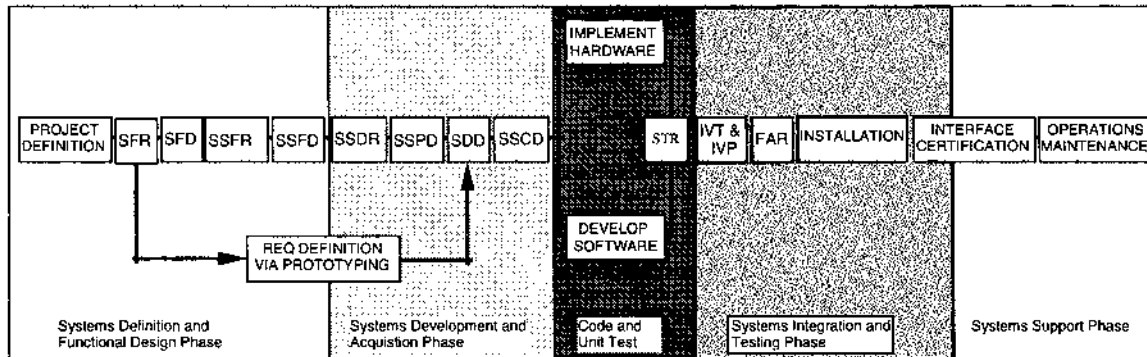 IMPLEMENT
HARDWARE
PROJECT
DEFINITION
SFR
SFD
SSFR
SSFD
SSDR
SSPD
SDD
SSCD
STR
IVT &
IVP
FAR
INSTALLATION
INTERFACE
CERTIFICATION
OPERATIONS
MAINTENANCE
REQ DEFINITION
VIA PROTOTYPING
DEVELOP
SOFTWARE
Systems Definition and
Functional Design Phase
Systems Development and
Acquistion Phase
Code and
Unit Test
Systems Integration and
Testing Phase
Systems Support Phase